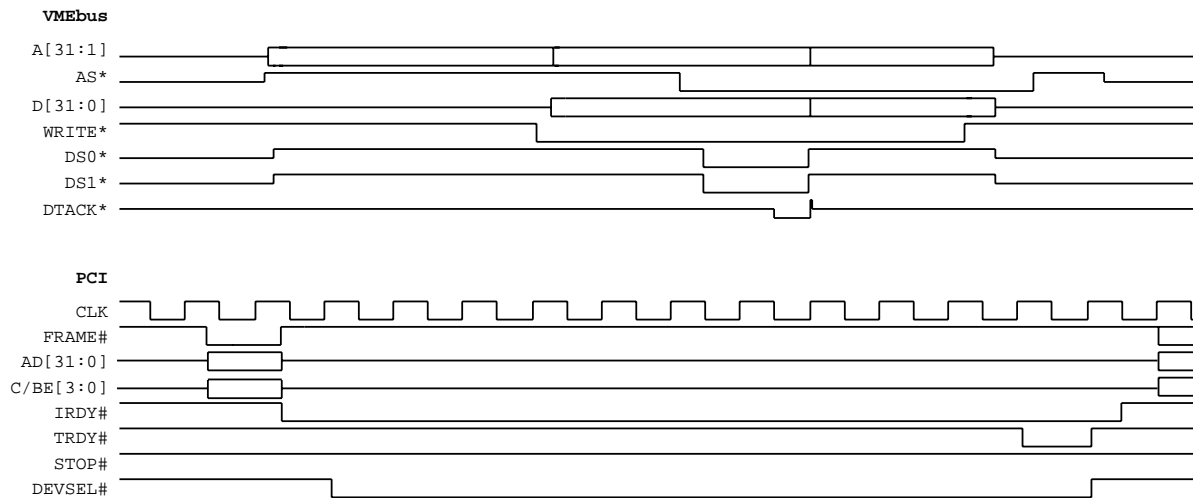 VMEbus
A[31:1]
AS*
D[31:0]
WRITE*
DS0*
DS1*
DTACK*
PCI
CLK
FRAME#
AD[31:0]
C/BE[3:0]
IRDY#
TRDY#
STOP#
DEVSEL#